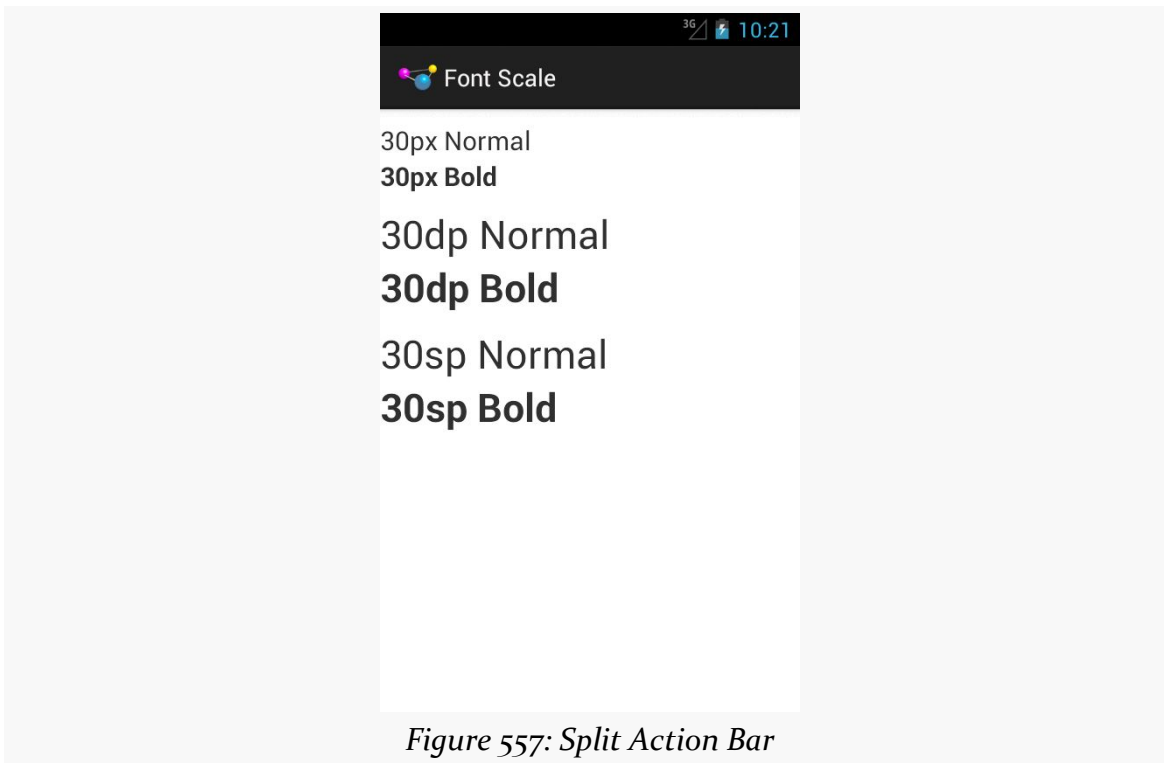 3G 10:21
Font Scale
30px Normal
30px Bold
30dp Normal
30dp Bold
30sp Normal
30sp Bold
Figure 557: Split Action Bar